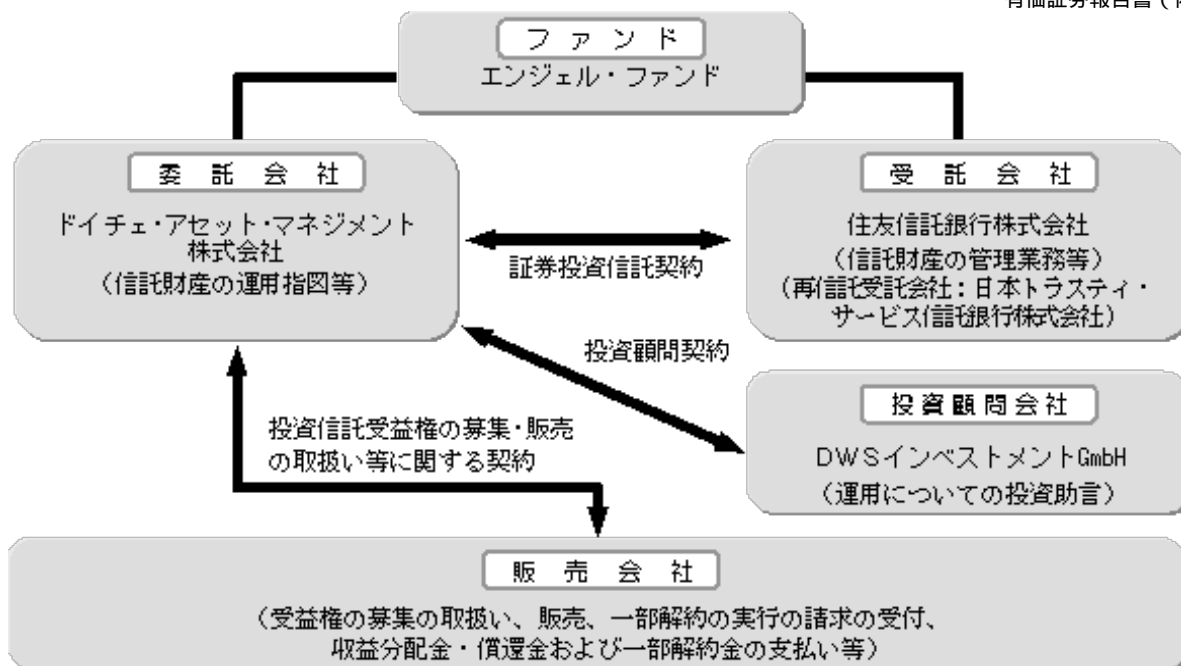 有価証券報告書（
ファンド
エンジェル・ファンド
委託会社
ドイチェ・アセット・マネジメント
株式会社
（信託財産の運用指図等）
受託会社
住友信託銀行株式会社
（信託財産の管理業務等）
（再信託受託会社：日本トラスティ・
サービス信託銀行株式会社）
証券投資信託契約
投資顧問契約
投資顧問会社
DWSインベストメントGmbH
（運用についての投資助言）
投資信託受益権の募集・販売
の取扱い等に関する契約
販売会社
（受益権の募集の取扱い、販売、一部解約の実行の請求の受付、
収益分配金・償還金および一部解約金の支払い等）